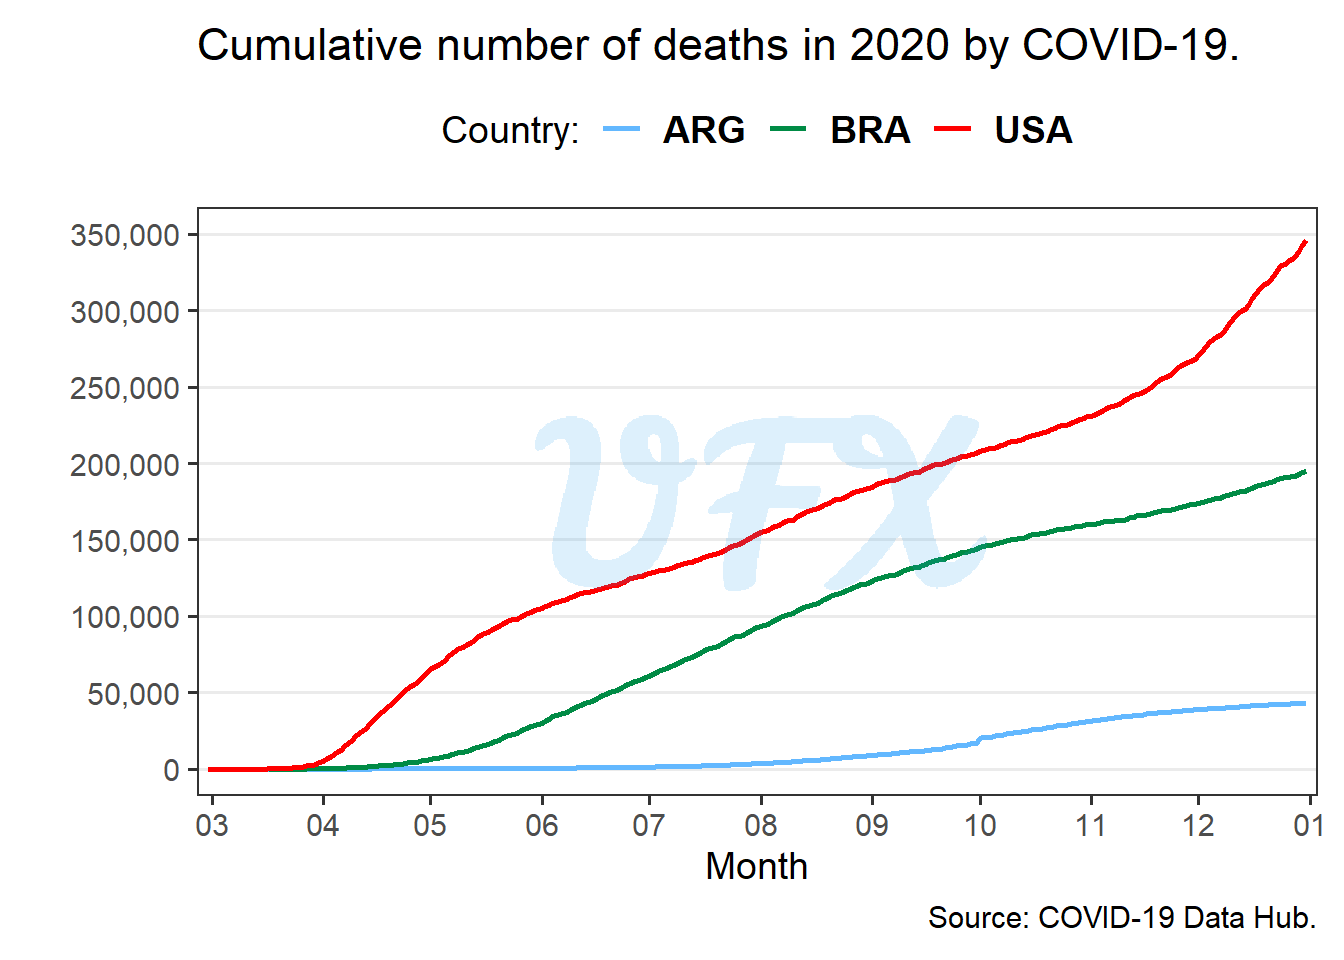 Cumulative number of deaths in 2020 by COVID-19.
Country: ARG BRA USA
350,000
300,000
250,000
200,000
150,000
100,000
50,000
0
VFX
03 04 05 06 07 08 09 10 11 12 01
Month
Source: COVID-19 Data Hub.